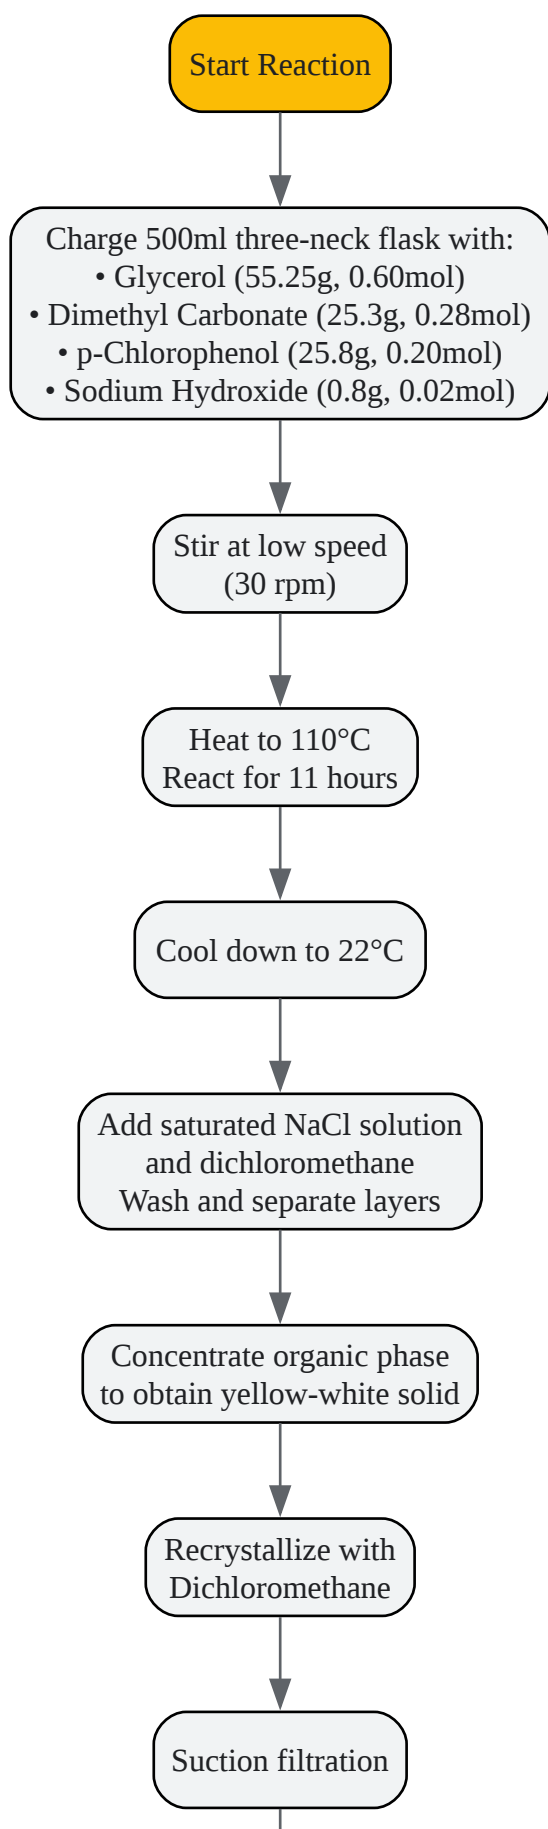 Start Reaction
Charge 500ml three-neck flask with:
• Glycerol (55.25g, 0.60mol)
• Dimethyl Carbonate (25.3g, 0.28mol)
• p-Chlorophenol (25.8g, 0.20mol)
• Sodium Hydroxide (0.8g, 0.02mol)
Stir at low speed
(30 rpm)
Heat to 110°C
React for 11 hours
Cool down to 22°C
Add saturated NaCl solution
and dichloromethane
Wash and separate layers
Concentrate organic phase
to obtain yellow-white solid
Recrystallize with
Dichloromethane
Suction filtration